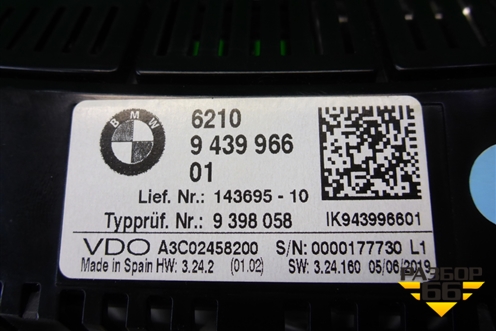 BMW
6210
9 439 966
01
Lief. Nr.: 143695 - 10
Typprüf. Nr.: 9 398 058
IK943996601
VDO A3C02458200 S/N: 0000177730 L1
Made in Spain HW: 3.24.2 (01.02) SW: 3.24.160 05/06/2019
РАЗБОР
66